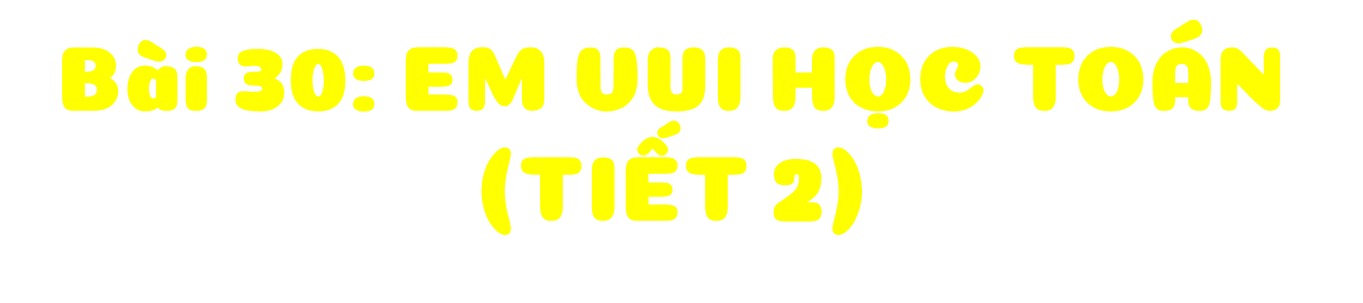 Bài 30: EM VUI HỌC TOÁN
(TIẾT 2)